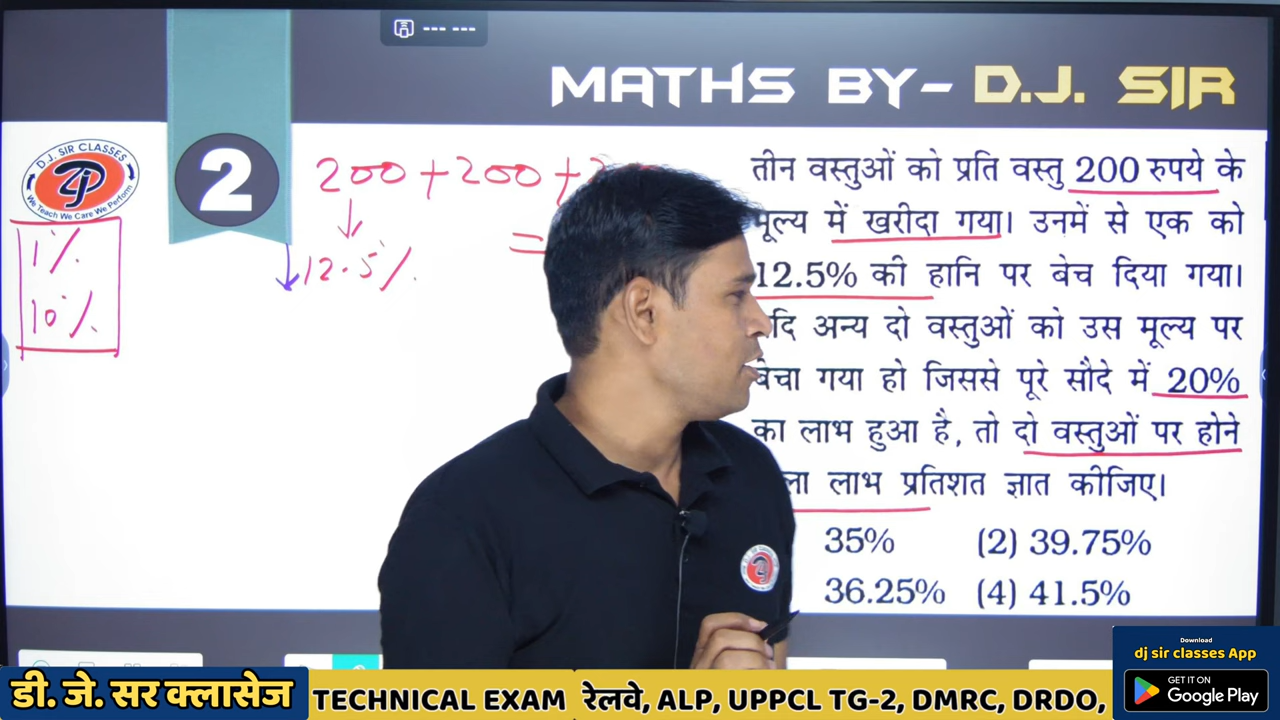 --- ---
MATHS BY- D.J. SIR
D.J. SIR CLASSES
We Teach We Care We Perform
2
200 + 200 +
=
↓12.5%
1%
10%
तीन वस्तुओं को प्रति वस्तु 200 रुपये के
मूल्य में खरीदा गया। उनमें से एक को
12.5% की हानि पर बेच दिया गया।
अन्य दो वस्तुओं को उस मूल्य पर
बेचा गया हो जिससे पूरे सौदे में 20%
का लाभ हुआ है, तो दो वस्तुओं पर होने
लाभ प्रतिशत ज्ञात कीजिए।
35% (2) 39.75%
36.25% (4) 41.5%
डी. जे. सर क्लासेज
TECHNICAL EXAM रेलवे, ALP, UPPCL TG-2, DMRC, DRDO,
Download
dj sir classes App
GET IT ON
Google Play